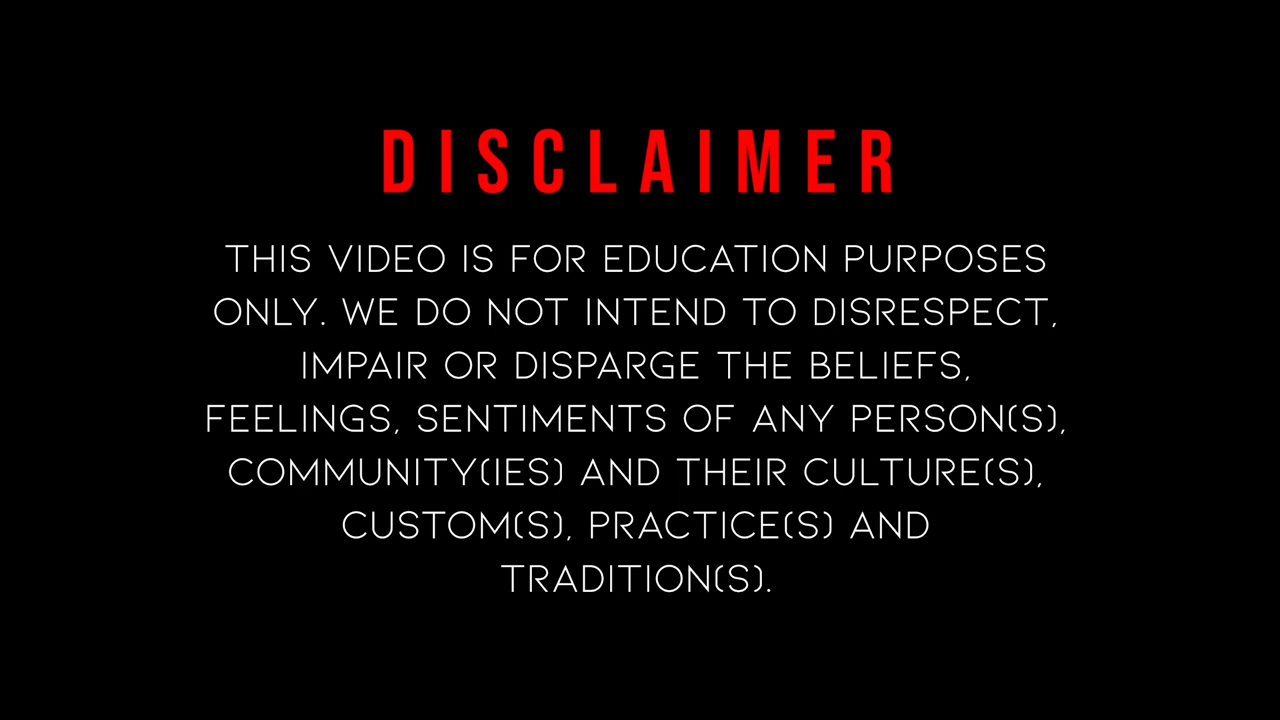 DISCLAIMER
THIS VIDEO IS FOR EDUCATION PURPOSES
ONLY. WE DO NOT INTEND TO DISRESPECT,
IMPAIR OR DISPARGE THE BELIEFS,
FEELINGS, SENTIMENTS OF ANY PERSON(S),
COMMUNITY(IES) AND THEIR CULTURE(S),
CUSTOM(S), PRACTICE(S) AND
TRADITION(S).